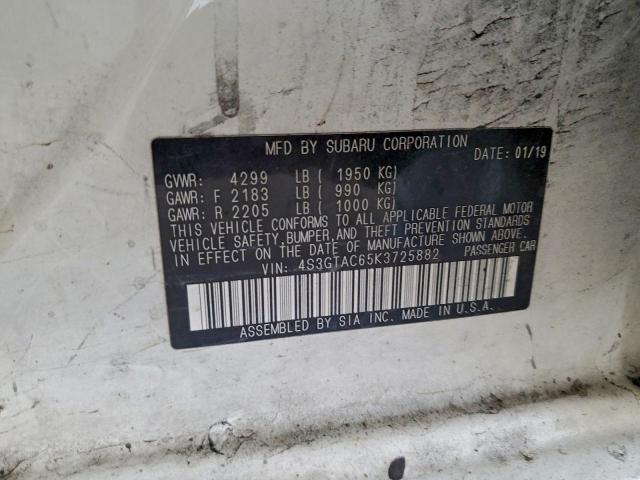 MFD BY SUBARU CORPORATION
DATE: 01/19
GVWR: 4299 LB ( 1950 KG)
GAWR: F 2183 LB ( 990 KG)
GAWR: R 2205 LB ( 1000 KG)
THIS VEHICLE CONFORMS TO ALL APPLICABLE FEDERAL MOTOR
VEHICLE SAFETY, BUMPER, AND THEFT PREVENTION STANDARDS
IN EFFECT ON THE DATE OF MANUFACTURE SHOWN ABOVE.
VIN: 4S3GTAC65K3725882 PASSENGER CAR
ASSEMBLED BY SIA INC. MADE IN U.S.A.